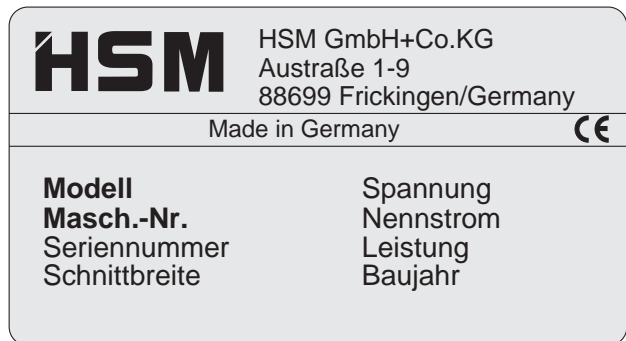 HSM
HSM GmbH+Co.KG
Austraße 1-9
88699 Frickingen/Germany
Made in Germany CE
Modell
Masch.-Nr.
Seriennummer
Schnittbreite
Spannung
Nennstrom
Leistung
Baujahr